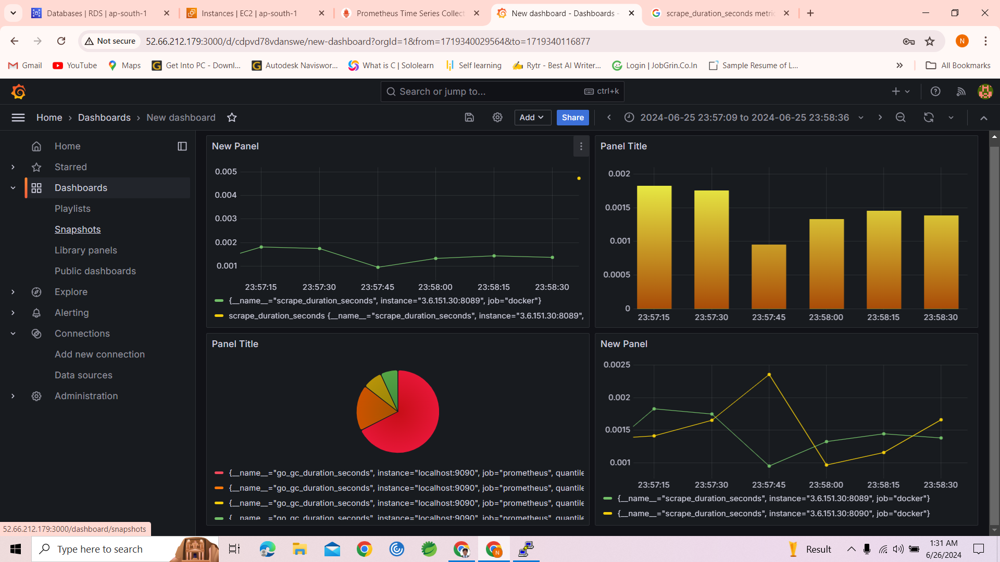 Databases | RDS | ap-south-1
Instances | EC2 | ap-south-1
Prometheus Time Series Collect
New dashboard - Dashboards -
scrape_duration_seconds metric
Not secure
52.66.212.179:3000/d/cdpvd78vdanswe/new-dashboard?orgId=1&from=1719340029564&to=1719340116877
N
Gmail
YouTube
Maps
Get Into PC - Downl...
Autodesk Naviswor...
What is C | Sololearn
Self learning
Rytr - Best AI Writer...
Login | JobGrin.Co.In
Sample Resume of L...
All Bookmarks
Search or jump to...
ctrl+k
Home > Dashboards > New dashboard
Add
Share
2024-06-25 23:57:09 to 2024-06-25 23:58:36
Home
Starred
Dashboards
Playlists
Snapshots
Library panels
Public dashboards
Explore
Alerting
Connections
Add new connection
Data sources
Administration
New Panel
0.005
0.004
0.003
0.002
0.001
23:57:15 23:57:30 23:57:45 23:58:00 23:58:15 23:58:30
{__name__="scrape_duration_seconds", instance="3.6.151.30:8089", job="docker"}
scrape_duration_seconds {__name__="scrape_duration_seconds", instance="3.6.151.30:8089",
Panel Title
0.002
0.0015
0.001
0.0005
0
23:57:15 23:57:30 23:57:45 23:58:00 23:58:15 23:58:30
Panel Title
{__name__="go_gc_duration_seconds", instance="localhost:9090", job="prometheus", quantile
{__name__="go_gc_duration_seconds", instance="localhost:9090", job="prometheus", quantile
{__name__="go_gc_duration_seconds", instance="localhost:9090", job="prometheus", quantile
{__name__="go_gc_duration_seconds", instance="localhost:9090", job="prometheus", quantile
New Panel
0.0025
0.002
0.0015
0.001
23:57:15 23:57:30 23:57:45 23:58:00 23:58:15 23:58:30
{__name__="scrape_duration_seconds", instance="3.6.151.30:8089", job="docker"}
{__name__="scrape_duration_seconds", instance="3.6.151.30:8090", job="docker"}
52.66.212.179:3000/dashboard/snapshots
Type here to search
N
Result
1:31 AM
6/26/2024